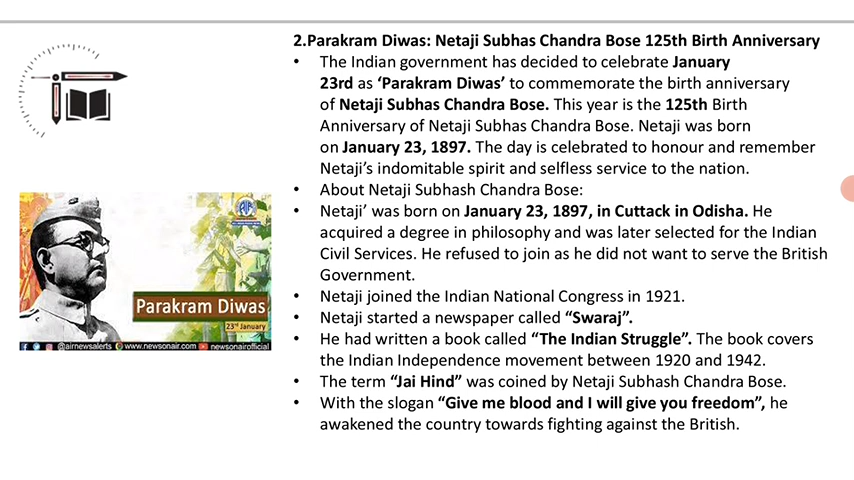 2.Parakram Diwas: Netaji Subhas Chandra Bose 125th Birth Anniversary
• The Indian government has decided to celebrate January
23rd as ‘Parakram Diwas’ to commemorate the birth anniversary
of Netaji Subhas Chandra Bose. This year is the 125th Birth
Anniversary of Netaji Subhas Chandra Bose. Netaji was born
on January 23, 1897. The day is celebrated to honour and remember
Netaji’s indomitable spirit and selfless service to the nation.
• About Netaji Subhash Chandra Bose:
• Netaji’ was born on January 23, 1897, in Cuttack in Odisha. He
acquired a degree in philosophy and was later selected for the Indian
Civil Services. He refused to join as he did not want to serve the British
Government.
• Netaji joined the Indian National Congress in 1921.
• Netaji started a newspaper called “Swaraj”.
• He had written a book called “The Indian Struggle”. The book covers
the Indian Independence movement between 1920 and 1942.
• The term “Jai Hind” was coined by Netaji Subhash Chandra Bose.
• With the slogan “Give me blood and I will give you freedom”, he
awakened the country towards fighting against the British.
Parakram Diwas
23rd January
@airnewsalerts www.newsonair.com newsonairofficial